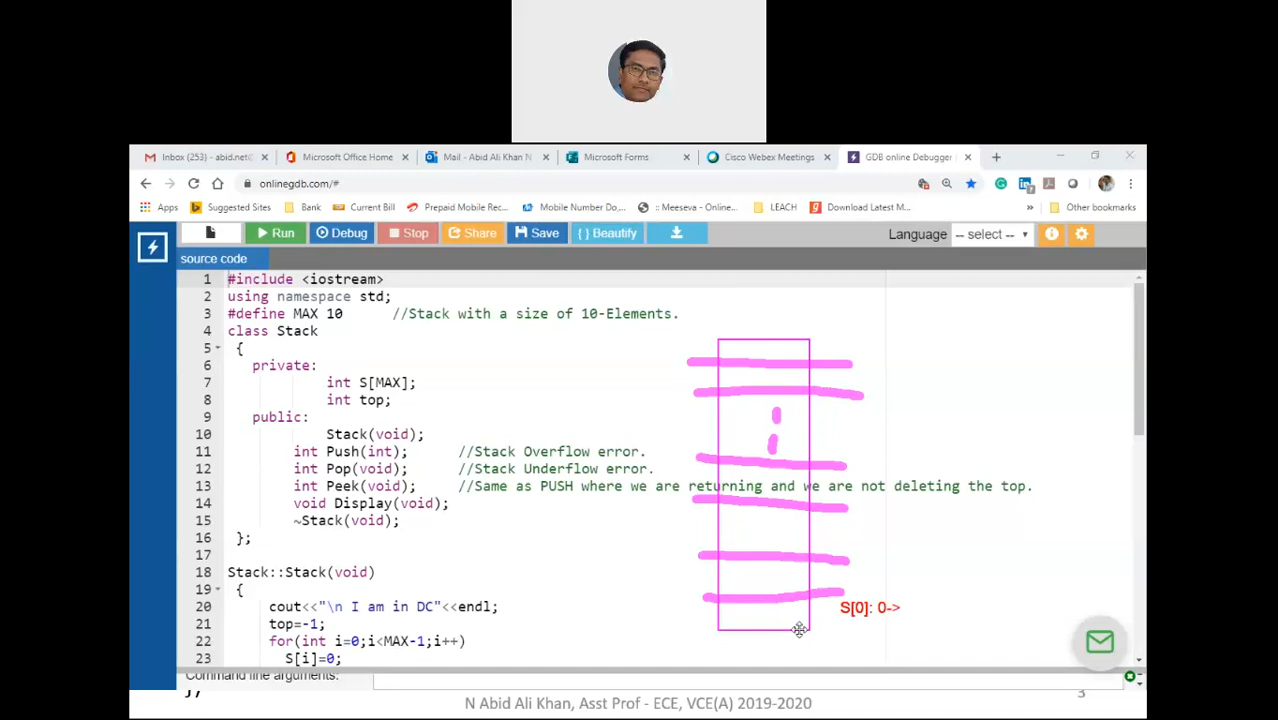 Inbox (253) - abid.net@ Microsoft Office Home Mail - Abid Ali Khan N Microsoft Forms Cisco Webex Meetings GDB online Debugger
onlinegdb.com/#
Apps Suggested Sites Bank Current Bill Prepaid Mobile Rec... Mobile Number Do,... :: Meeseva - Online... LEACH Download Latest M... » Other bookmarks
Run Debug Stop Share Save { } Beautify Language -- select --
source code
1 #include <iostream>
2 using namespace std;
3 #define MAX 10 //Stack with a size of 10-Elements.
4 class Stack
5 {
6 private:
7 int S[MAX];
8 int top;
9 public:
10 Stack(void);
11 int Push(int); //Stack Overflow error.
12 int Pop(void); //Stack Underflow error.
13 int Peek(void); //Same as PUSH where we are returning and we are not deleting the top.
14 void Display(void);
15 ~Stack(void);
16 };
17
18 Stack::Stack(void)
19 {
20 cout<<"\n I am in DC"<<endl;
S[0]: 0->
21 top=-1;
22 for(int i=0;i<MAX-1;i++)
23 S[i]=0;
Command line arguments:
N Abid Ali Khan, Asst Prof - ECE, VCE(A) 2019-2020
3